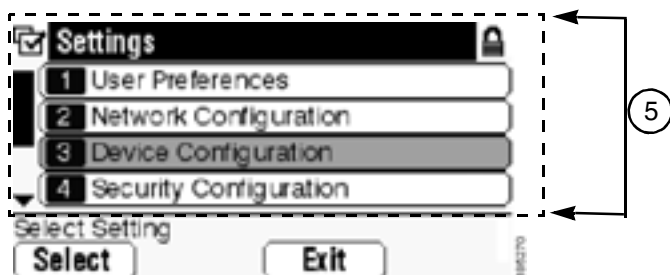 Settings
1 User Preferences
2 Network Configuration
3 Device Configuration
4 Security Configuration
5
Select Setting
Select Exit